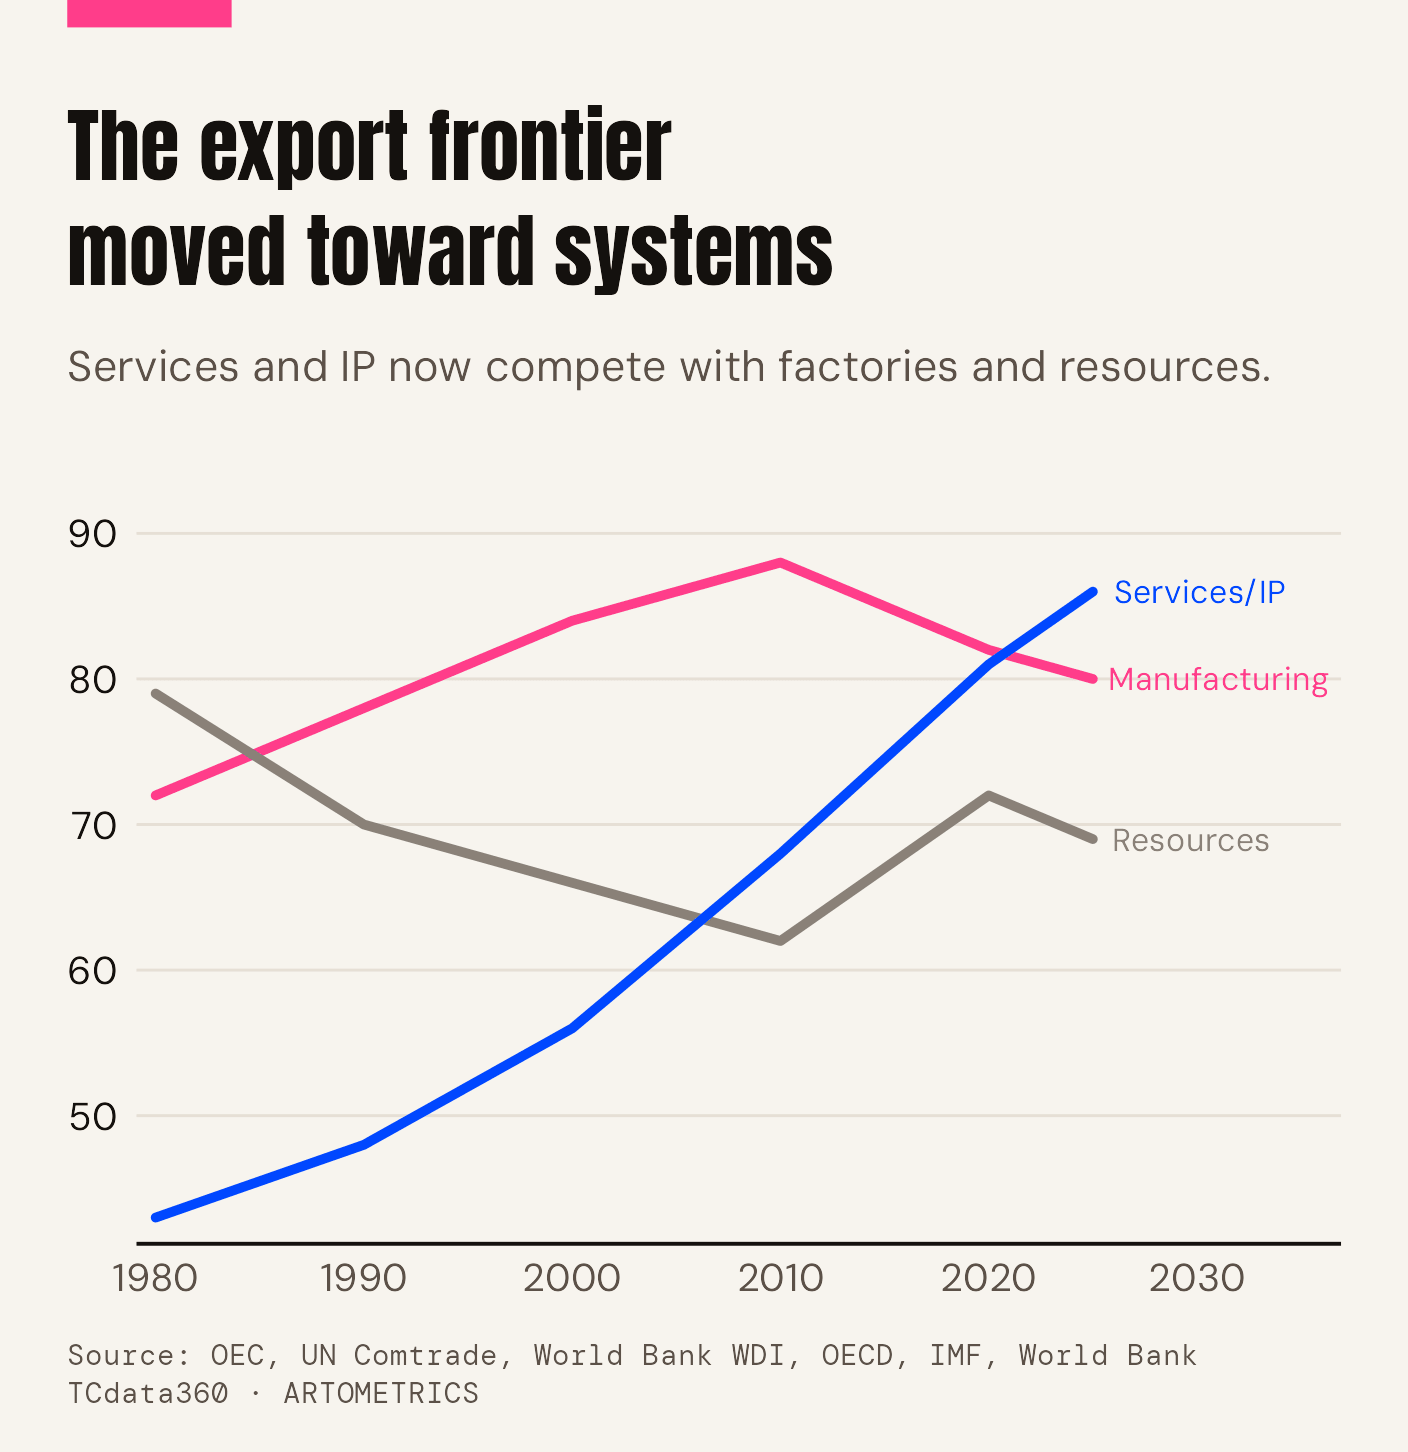 The export frontier
moved toward systems
Services and IP now compete with factories and resources.
90
80
70
60
50
Services/IP
Manufacturing
Resources
1980 1990 2000 2010 2020 2030
Source: OEC, UN Comtrade, World Bank WDI, OECD, IMF, World Bank
TCdata360 · ARTOMETRICS